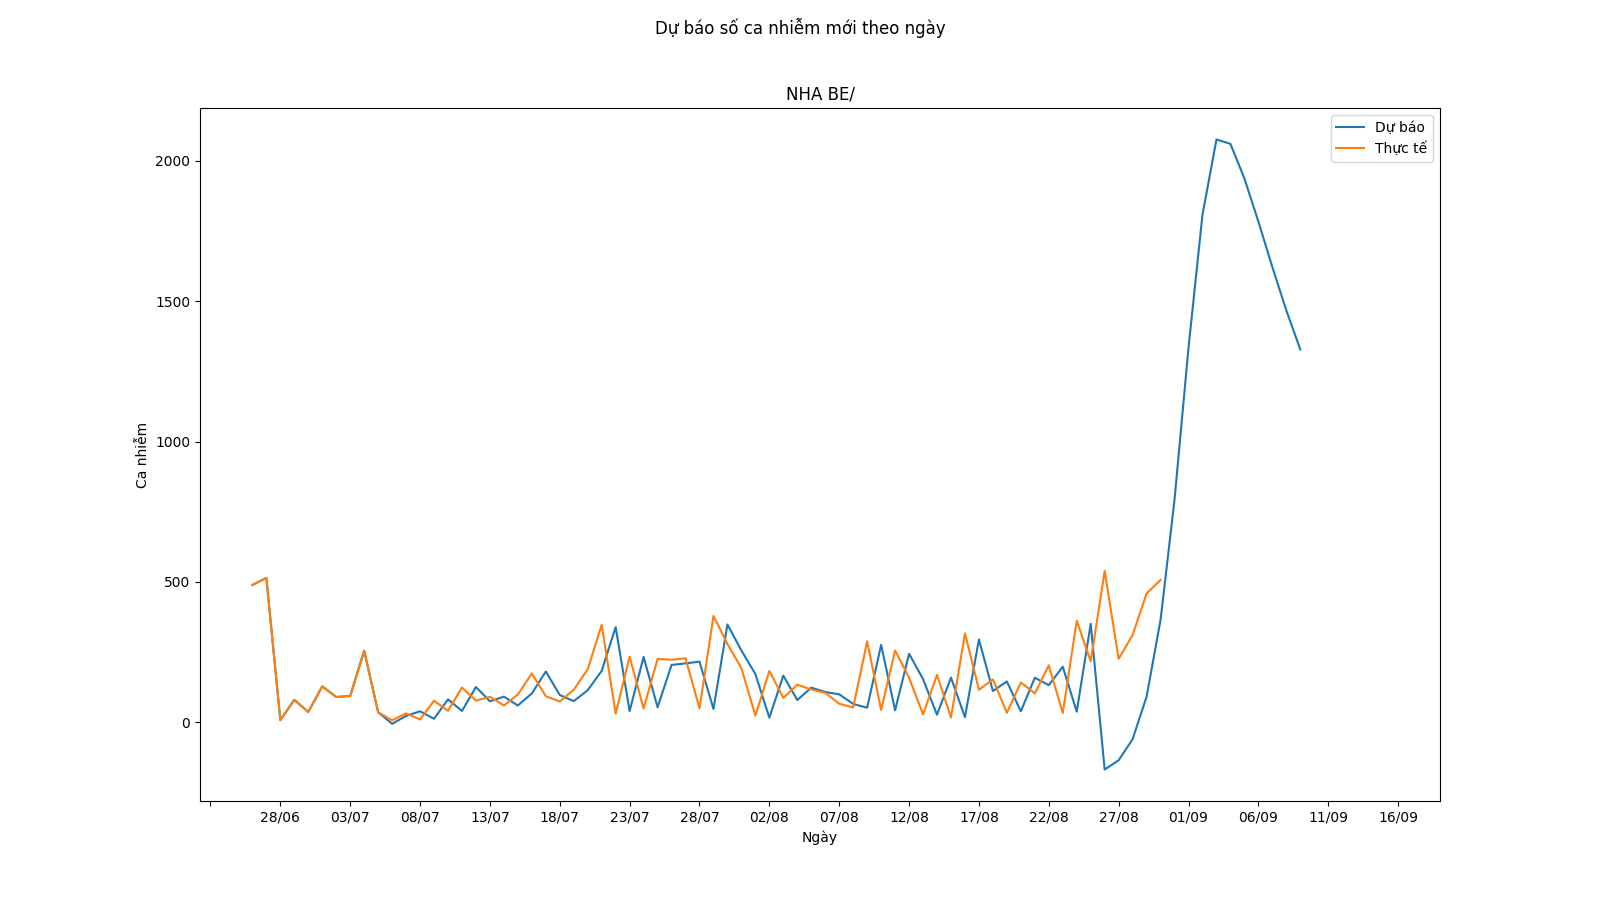 Dự báo số ca nhiễm mới theo ngày
NHA BE/
Dự báo
Thực tế
2000
1500
1000
500
0
Ca nhiễm
28/06 03/07 08/07 13/07 18/07 23/07 28/07 02/08 07/08 12/08 17/08 22/08 27/08 01/09 06/09 11/09 16/09
Ngày